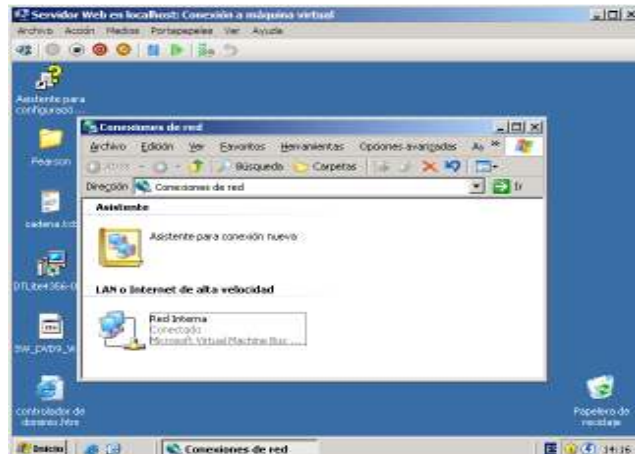 Servidor Web en localhost: Conexión a máquina virtual
Archivo Acción Medios Portapapeles Ver Ayuda
Asistente para
configuració...
Pearson
Conexiones de red
Archivo Edición Ver Favoritos Herramientas Opciones avanzadas Ay »
Atrás Búsqueda Carpetas
Dirección Conexiones de red Ir
Asistente
Asistente para conexión nueva
LAN o Internet de alta velocidad
Red Interna
Conectado
Microsoft Virtual Machine Bus ...
controlador de
dominio.htm
Papelera de
reciclaje
Inicio Conexiones de red 14:16